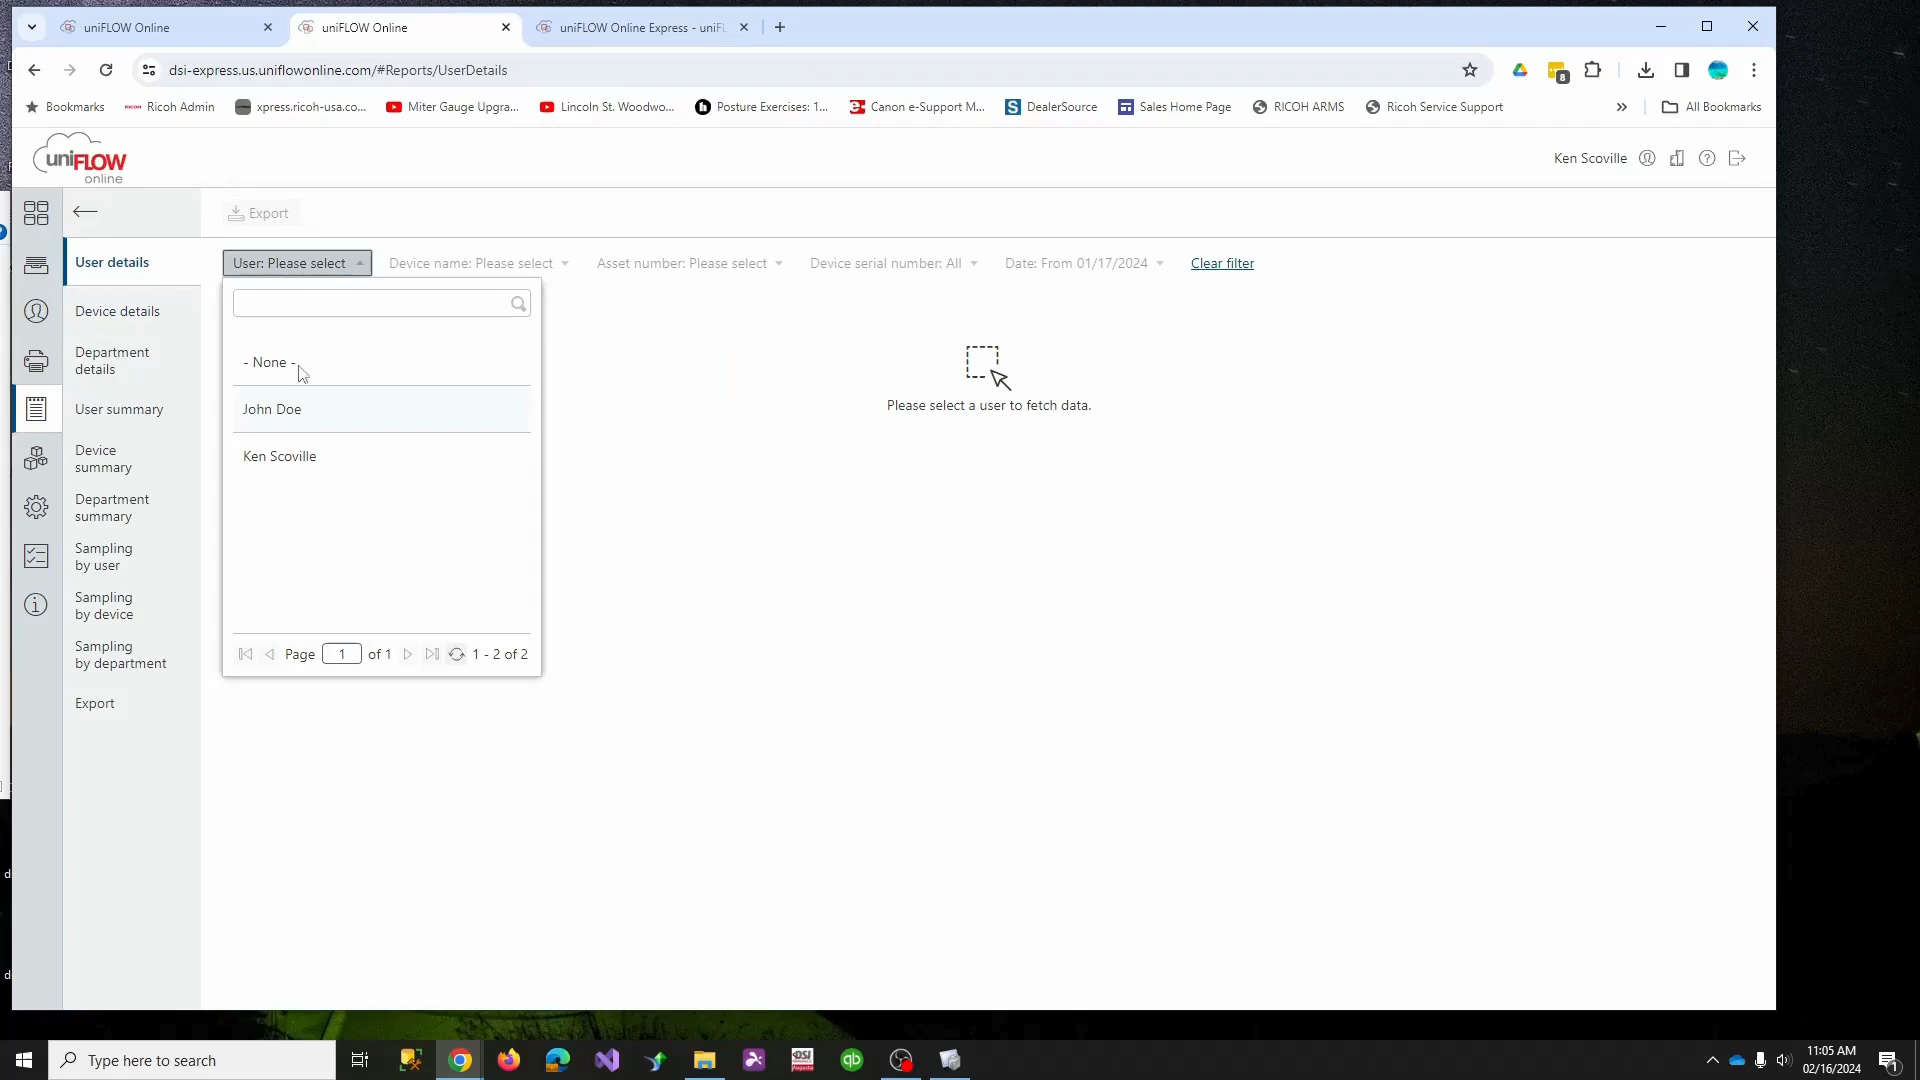 uniFLOW Online
uniFLOW Online
uniFLOW Online Express - uniFL
dsi-express.us.uniflowonline.com/#Reports/UserDetails
8
Bookmarks
RICOH
Ricoh Admin
xpress.ricoh-usa.co...
Miter Gauge Upgra...
Lincoln St. Woodwo...
Posture Exercises: 1...
Canon e-Support M...
DealerSource
Sales Home Page
RICOH ARMS
Ricoh Service Support
All Bookmarks
uniFLOW
online
Ken Scoville
Export
User details
User: Please select
Device name: Please select
Asset number: Please select
Device serial number: All
Date: From 01/17/2024
Clear filter
Device details
Department
details
User summary
Device
summary
Department
summary
Sampling
by user
Sampling
by device
Sampling
by department
Export
- None -
John Doe
Ken Scoville
Page 1 of 1
1 - 2 of 2
Please select a user to fetch data.
Type here to search
DSI
qb
11:05 AM
02/16/2024
1